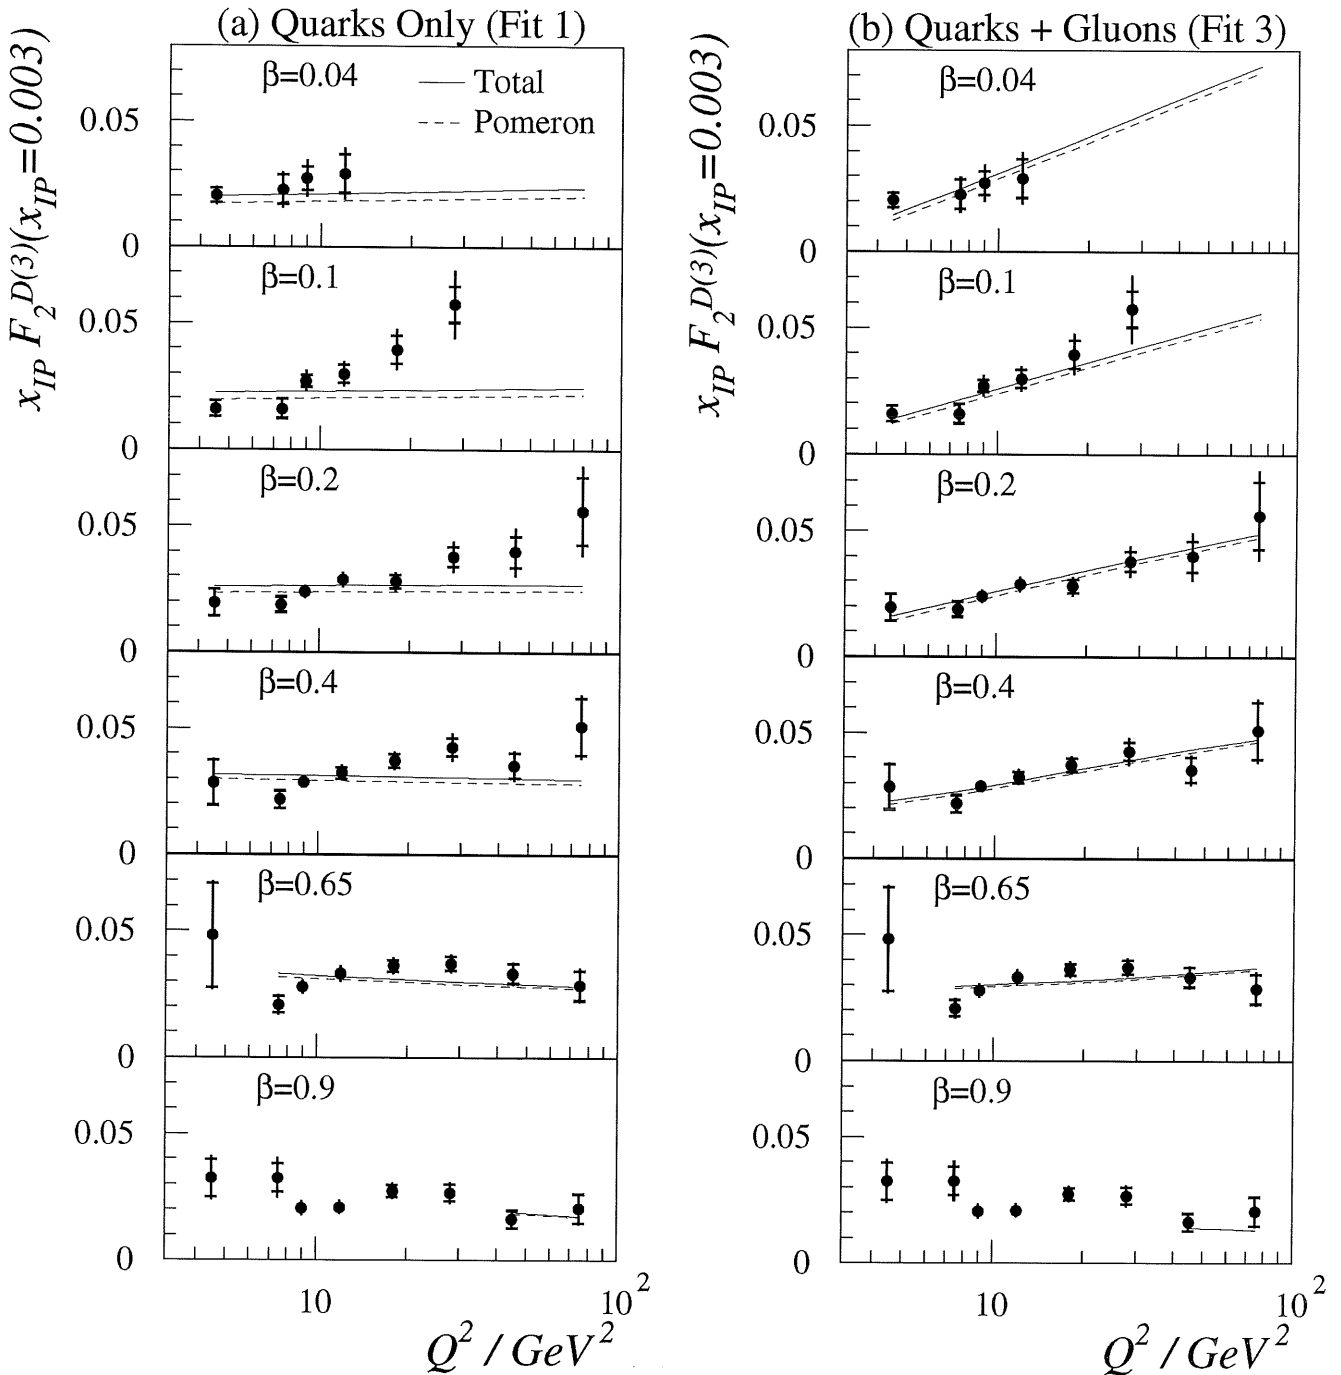 (a) Quarks Only (Fit 1)
x_IP F_2^D(3)(x_IP=0.003)
β=0.04
Total
Pomeron
0.05
0
β=0.1
0.05
0
β=0.2
0.05
0
β=0.4
0.05
0
β=0.65
0.05
0
β=0.9
0.05
0
10
10^2
Q^2 / GeV^2
(b) Quarks + Gluons (Fit 3)
x_IP F_2^D(3)(x_IP=0.003)
β=0.04
0.05
0
β=0.1
0.05
0
β=0.2
0.05
0
β=0.4
0.05
0
β=0.65
0.05
0
β=0.9
0.05
0
10
10^2
Q^2 / GeV^2